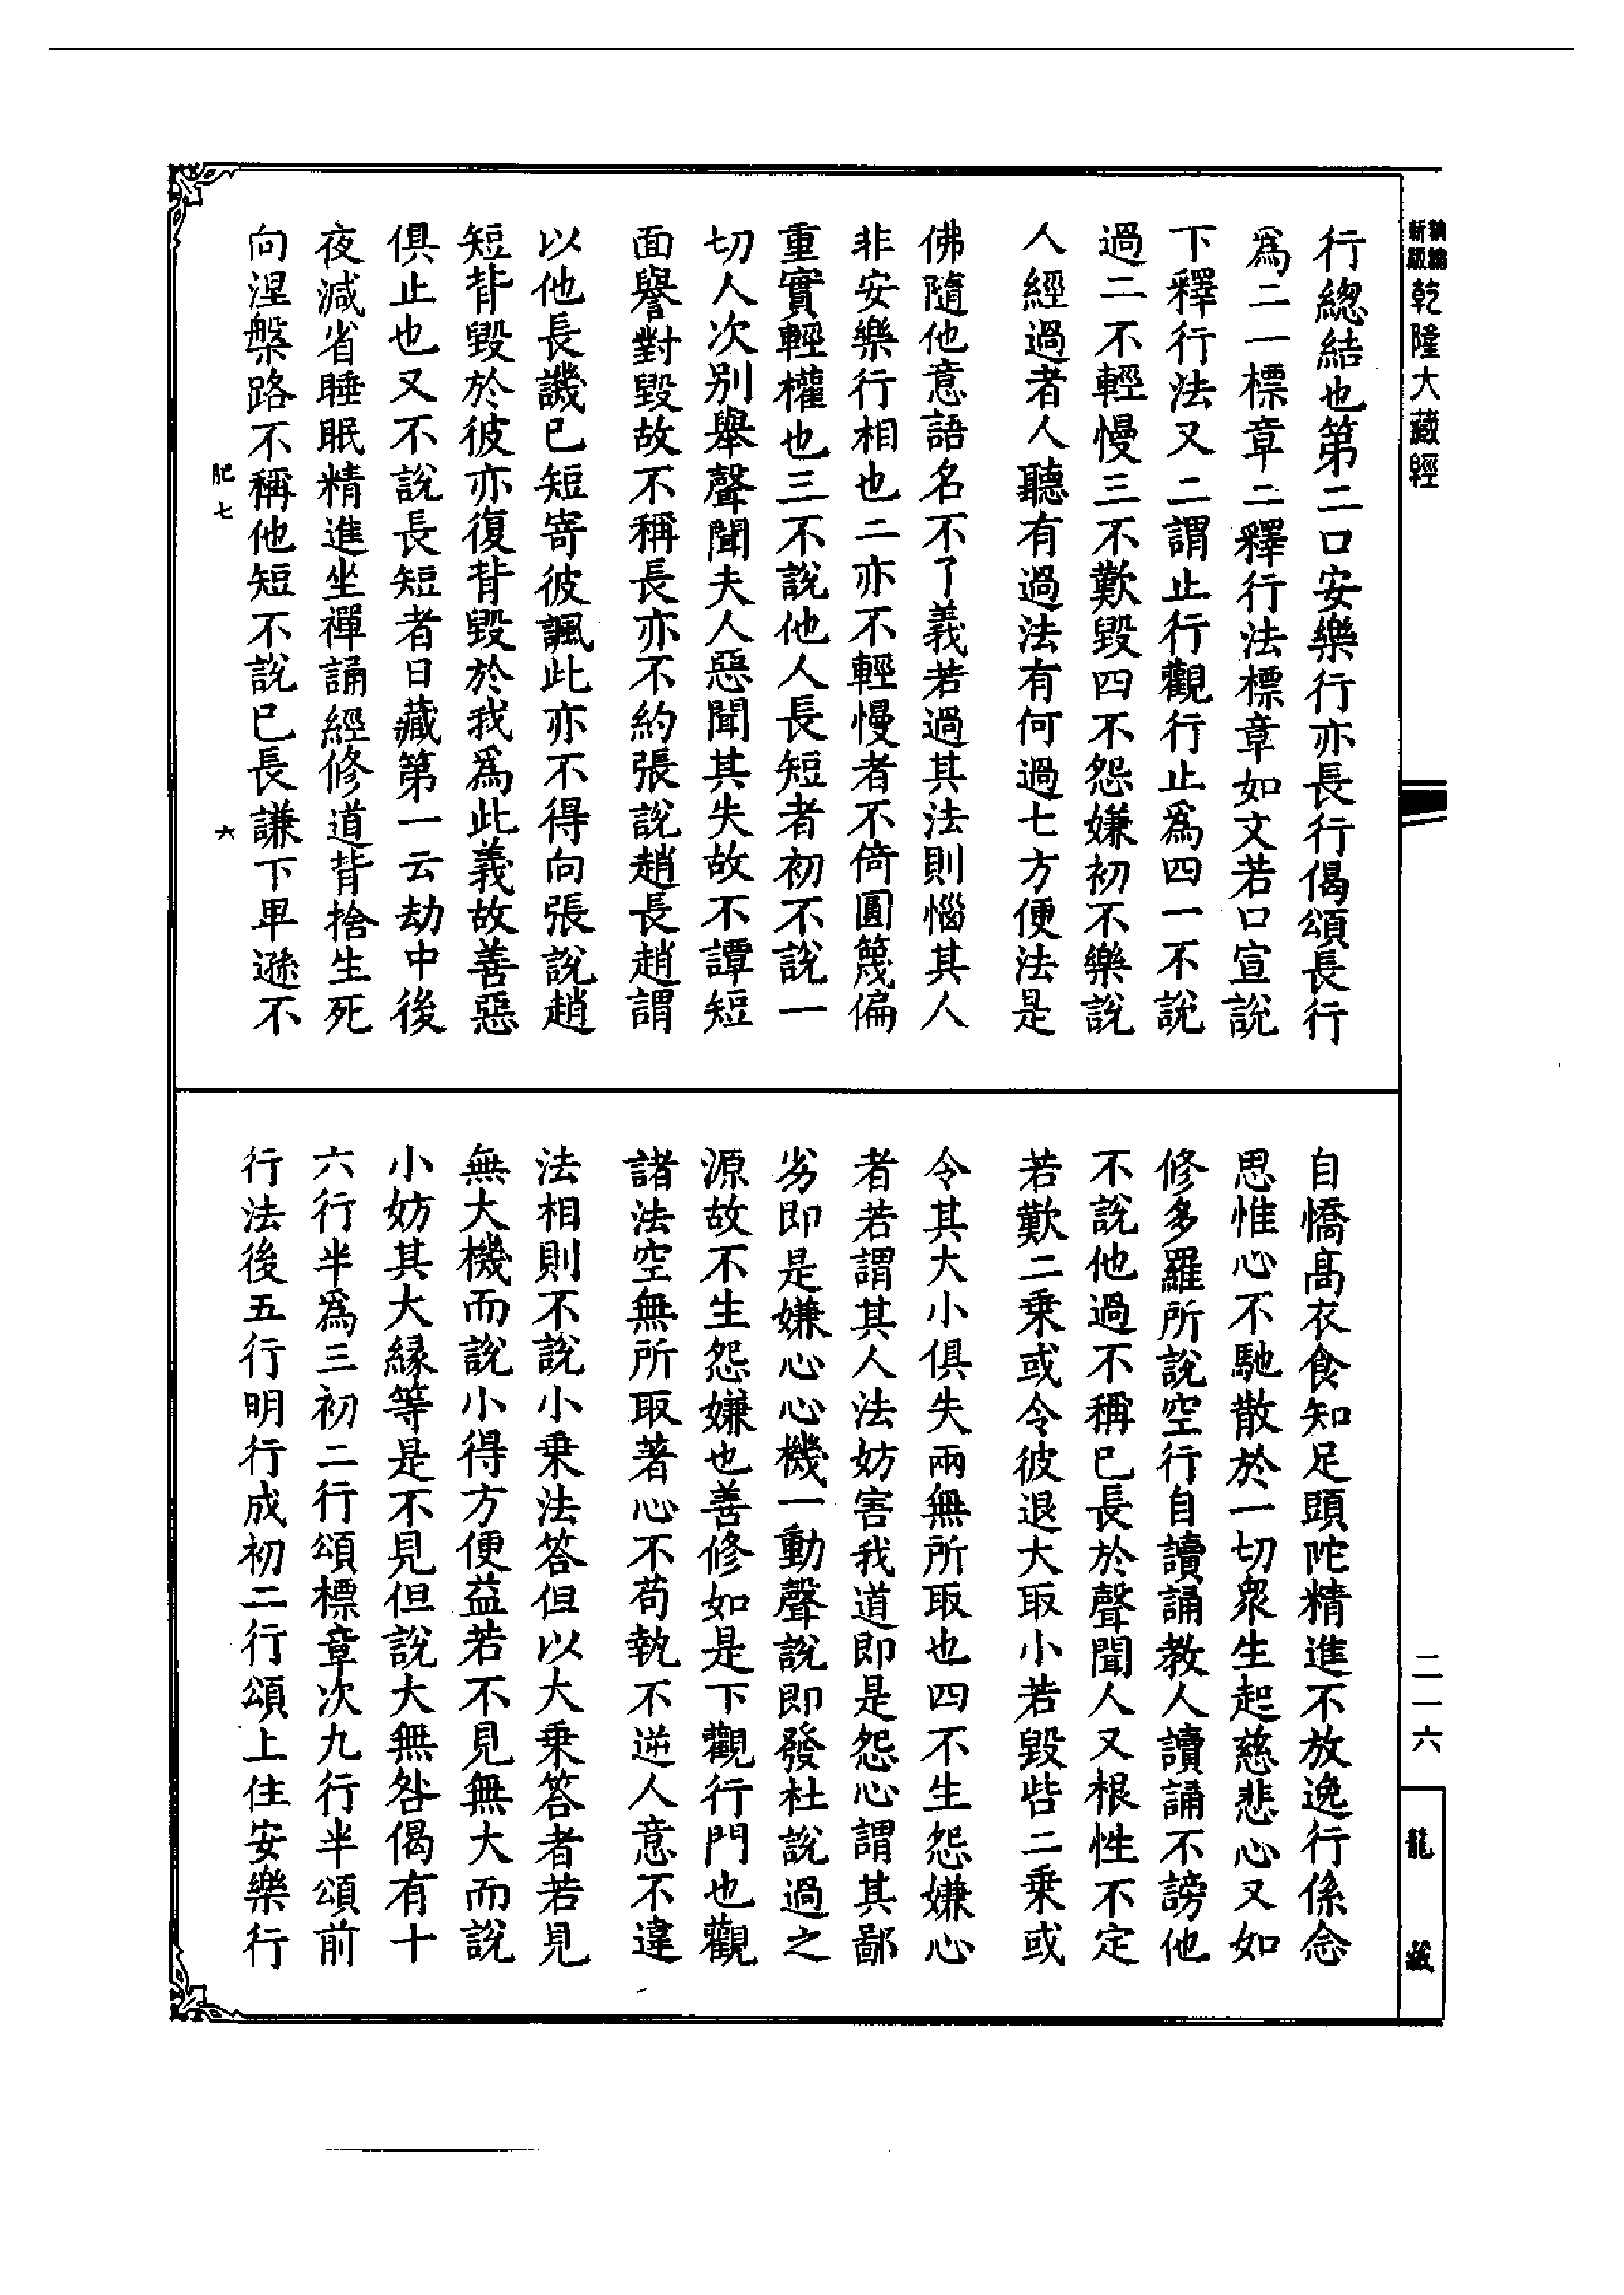 新編
新版
乾隆大藏經
行總結也第二口安樂行亦長行偈頌長行
為二一標章二釋行法標章如文若口宣說
下釋行法又二謂止行觀行止為四一不說
過二不輕慢三不歎毀四不怨嫌初不樂說
人經過者人聽有過法有何過七方便法是
佛隨他意語名不了義若過其法則惱其人
非安樂行相也二亦不輕慢者不倚圓篾偏
重實輕權也三不說他人長短者初不說一
切人次別舉聲聞夫人惡聞其失故不譚短
面譽對毀故不稱長亦不約張說趙長趙謂
以他長譏已短寄彼諷此亦不得向張說趙
短背毀於彼亦復背毀於我為此義故善惡
俱止也又不說長短者日藏第一云劫中後
夜減省睡眠精進坐禪誦經修道背捨生死
向涅槃路不稱他短不說已長謙下卑遜不
肥七
六
自憍高衣食知足頭陀精進不放逸行係念
思惟心不馳散於一切眾生起慈悲心又如
修多羅所說空行自讀誦教人讀誦不謗他
不說他過不稱已長於聲聞人又根性不定
若歎二乘或令彼退大取小若毀呰二乘或
令其大小俱失兩無所取也四不生怨嫌心
者若謂其人法妨害我道即是怨心謂其鄙
劣即是嫌心心機一動聲說即發杜說過之
源故不生怨嫌也善修如是下觀行門也觀
諸法空無所取著心不苟執不逆人意不違
法相則不說小乘法答但以大乘答者若見
無大機而說小得方便益若不見無大而說
小妨其大緣等是不見但說大無咎偈有十
六行半為三初二行頌標章次九行半頌前
行法後五行明行成初二行頌上住安樂行
二一六
龍藏